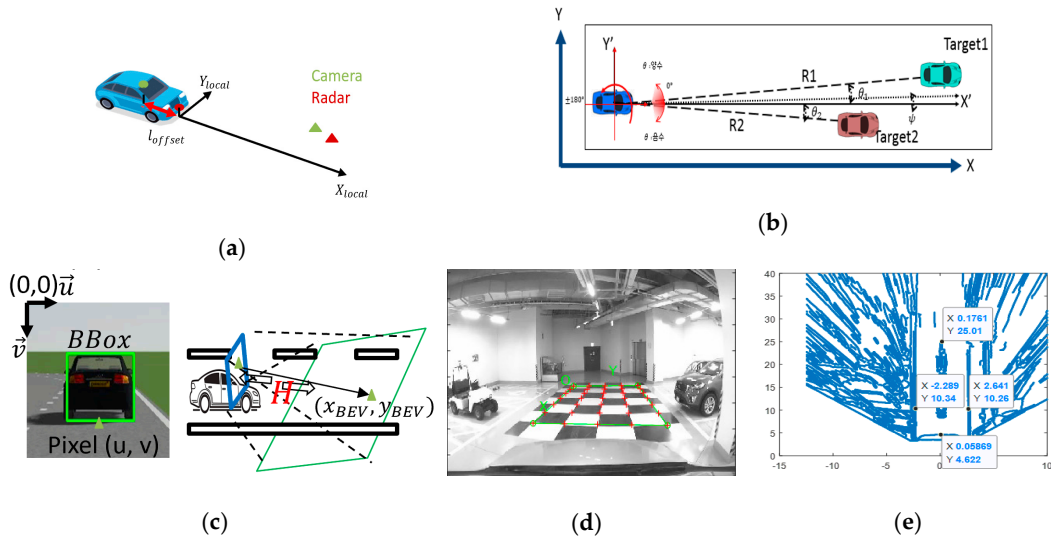 Camera
Radar
Y_local
l_offset
X_local
(a)
Y
Y'
θ :양수
0°
±180°
θ :음수
R1
R2
θ₁
θ₂
ψ
Target1
X'
Target2
X
(b)
(0,0) u⃗
v⃗
BBox
Pixel (u, v)
H
(x_BEV, y_BEV)
(c)
O
Y
X
(d)
40
35
30
25
20
15
10
5
0
-15
-10
-5
0
5
10
X 0.1761
Y 25.01
X -2.289
Y 10.34
X 2.641
Y 10.26
X 0.05869
Y 4.622
(e)